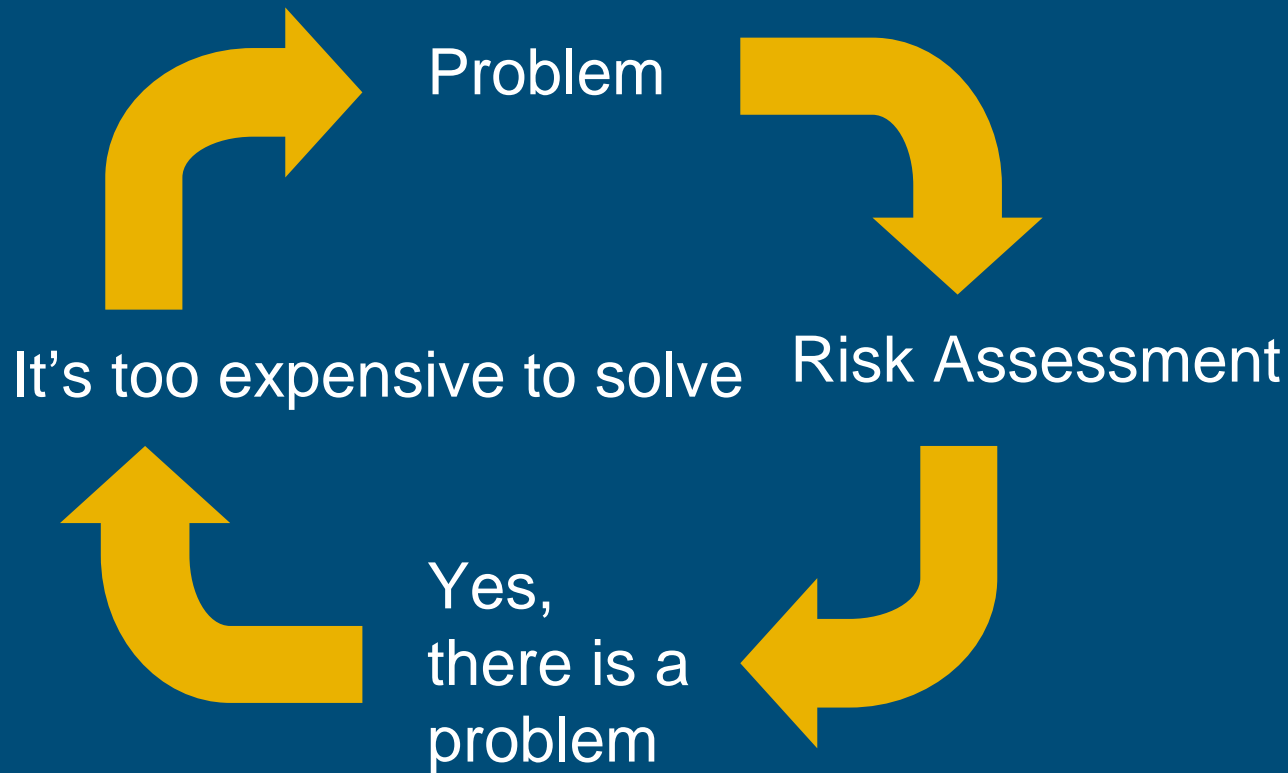 Problem
Risk Assessment
It’s too expensive to solve
Yes,
there is a
problem